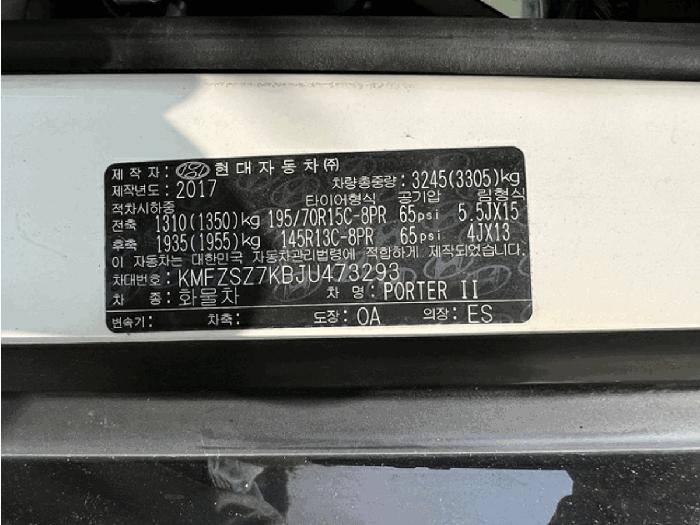 제 작 자: 현대자동차㈜
제작년도: 2017 차량총중량: 3245(3305)kg
적차시하중 타이어형식 공기압 림형식
전축 1310(1350)kg 195/70R15C-8PR 65psi 5.5JX15
후축 1935(1955)kg 145R13C-8PR 65psi 4JX13
이 자동차는 대한민국 자동차관리법령에 적합하게 제작되었습니다.
차대번호: KMFZSZ7KBJU473293
차 종: 화물차 차 명: PORTER II
변속기: 차축: 도장: OA 의장: ES